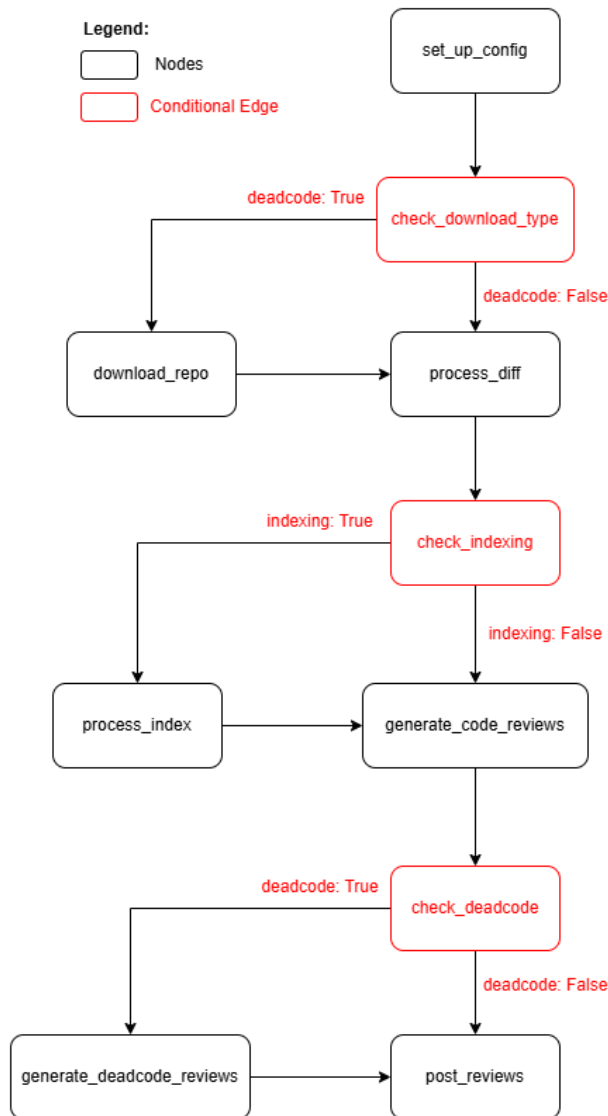 Legend:
Nodes
Conditional Edge
set_up_config
deadcode: True
check_download_type
deadcode: False
download_repo
process_diff
indexing: True
check_indexing
indexing: False
process_index
generate_code_reviews
deadcode: True
check_deadcode
deadcode: False
generate_deadcode_reviews
post_reviews